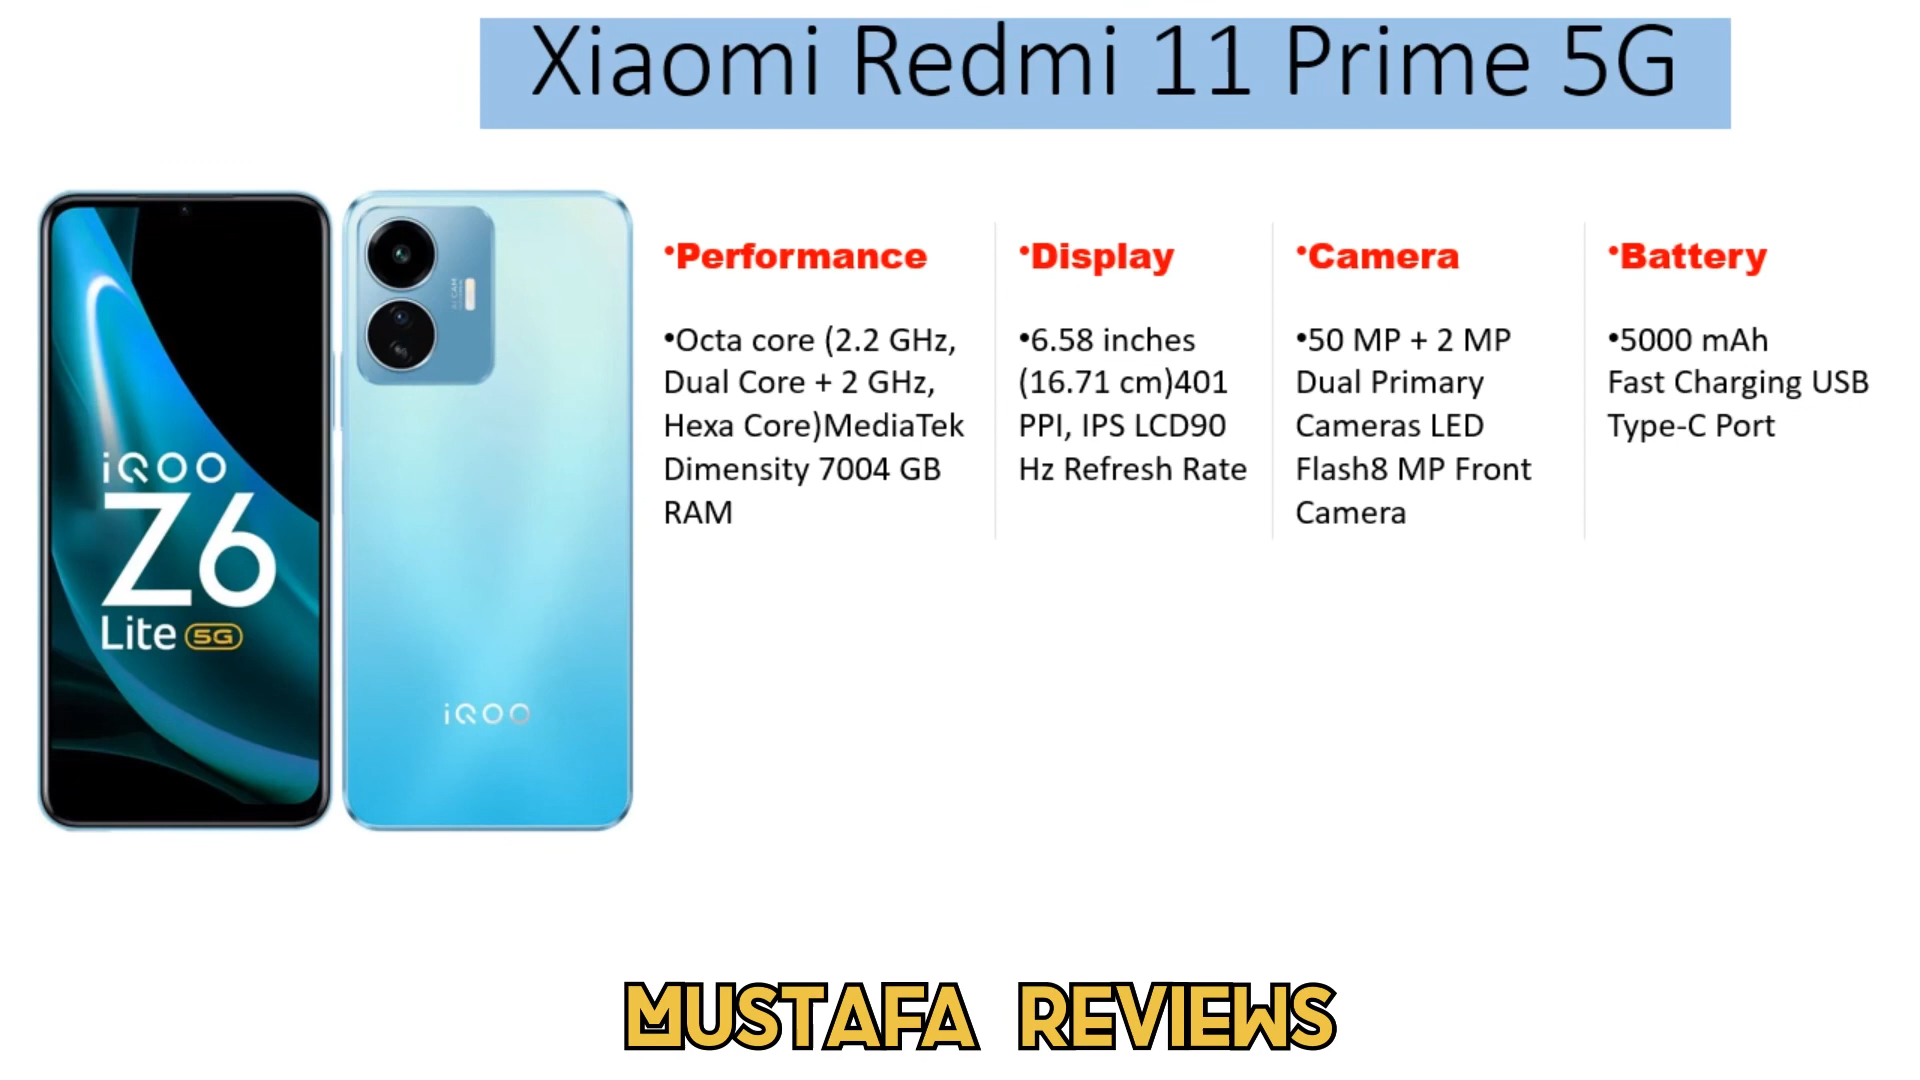 Xiaomi Redmi 11 Prime 5G
iQOO
Z6
Lite 5G
AI CAM
iQOO
•Performance
•Octa core (2.2 GHz,
Dual Core + 2 GHz,
Hexa Core)MediaTek
Dimensity 7004 GB
RAM
•Display
•6.58 inches
(16.71 cm)401
PPI, IPS LCD90
Hz Refresh Rate
•Camera
•50 MP + 2 MP
Dual Primary
Cameras LED
Flash8 MP Front
Camera
•Battery
•5000 mAh
Fast Charging USB
Type-C Port
MUSTAFA REVIEWS